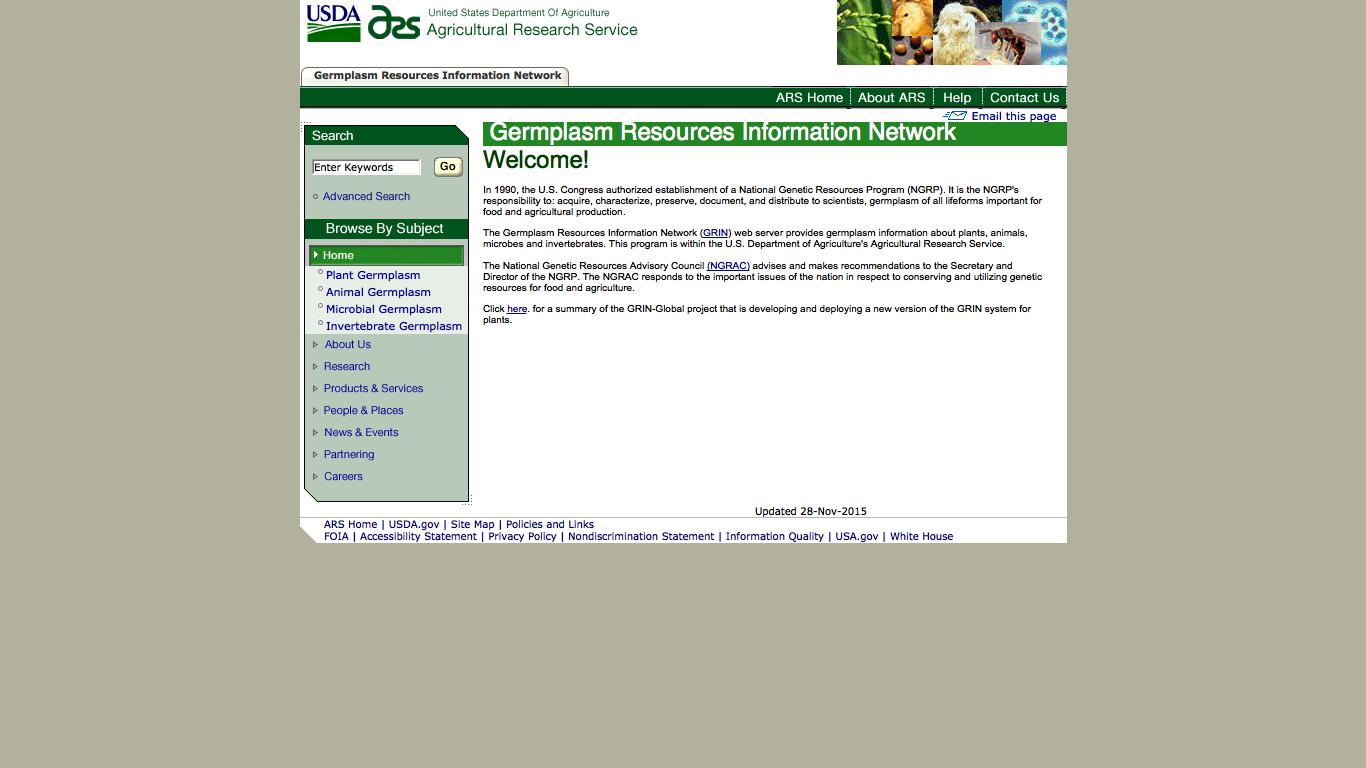 USDA ars United States Department Of Agriculture
Agricultural Research Service
Germplasm Resources Information Network
ARS Home About ARS Help Contact Us
Email this page
Search
Enter Keywords Go
Advanced Search
Browse By Subject
Home
Plant Germplasm
Animal Germplasm
Microbial Germplasm
Invertebrate Germplasm
About Us
Research
Products & Services
People & Places
News & Events
Partnering
Careers
Germplasm Resources Information Network
Welcome!
In 1990, the U.S. Congress authorized establishment of a National Genetic Resources Program (NGRP). It is the NGRP's
responsibility to: acquire, characterize, preserve, document, and distribute to scientists, germplasm of all lifeforms important for
food and agricultural production.
The Germplasm Resources Information Network (GRIN) web server provides germplasm information about plants, animals,
microbes and invertebrates. This program is within the U.S. Department of Agriculture's Agricultural Research Service.
The National Genetic Resources Advisory Council (NGRAC) advises and makes recommendations to the Secretary and
Director of the NGRP. The NGRAC responds to the important issues of the nation in respect to conserving and utilizing genetic
resources for food and agriculture.
Click here. for a summary of the GRIN-Global project that is developing and deploying a new version of the GRIN system for
plants.
Updated 28-Nov-2015
ARS Home | USDA.gov | Site Map | Policies and Links
FOIA | Accessibility Statement | Privacy Policy | Nondiscrimination Statement | Information Quality | USA.gov | White House